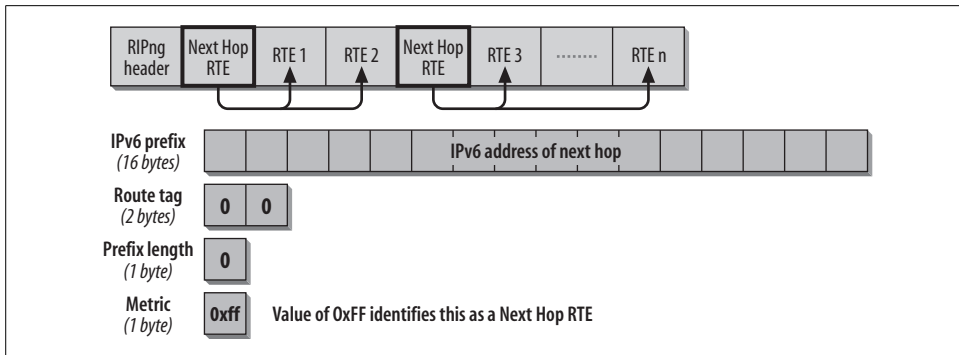 RIPng header
Next Hop RTE
RTE 1
RTE 2
Next Hop RTE
RTE 3
........
RTE n
IPv6 prefix
(16 bytes)
IPv6 address of next hop
Route tag
(2 bytes)
0 0
Prefix length
(1 byte)
0
Metric
(1 byte)
0xff
Value of 0xFF identifies this as a Next Hop RTE